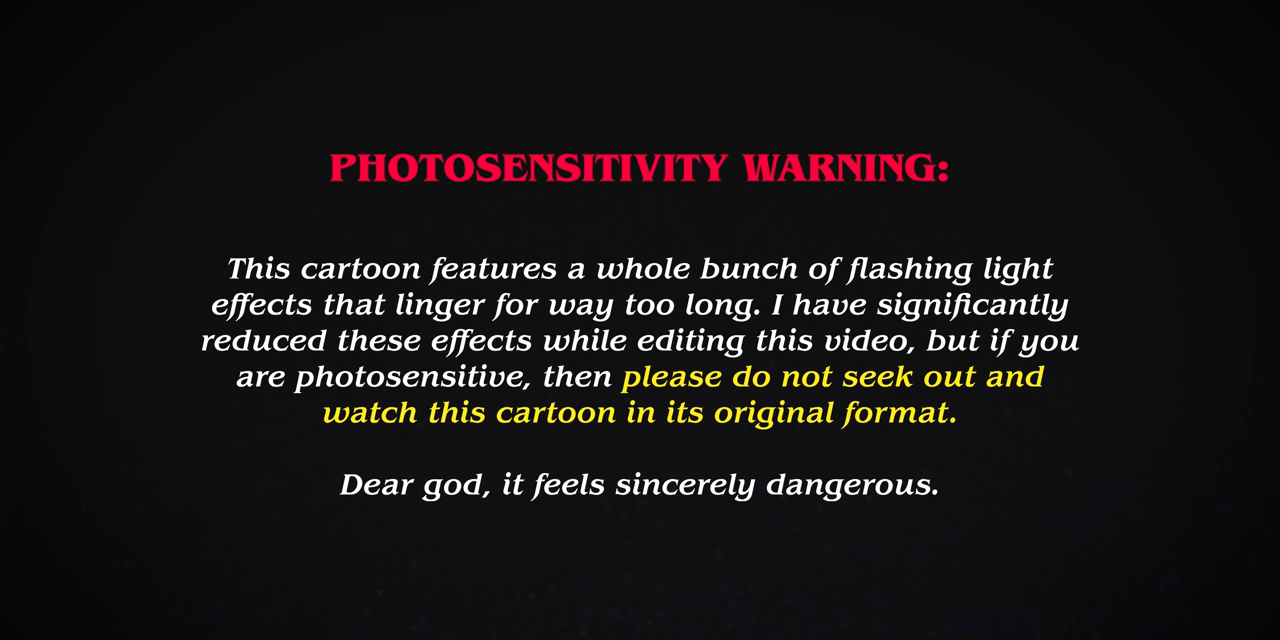 PHOTOSENSITIVITY WARNING:
This cartoon features a whole bunch of flashing light
effects that linger for way too long. I have significantly
reduced these effects while editing this video, but if you
are photosensitive, then please do not seek out and
watch this cartoon in its original format.
Dear god, it feels sincerely dangerous.